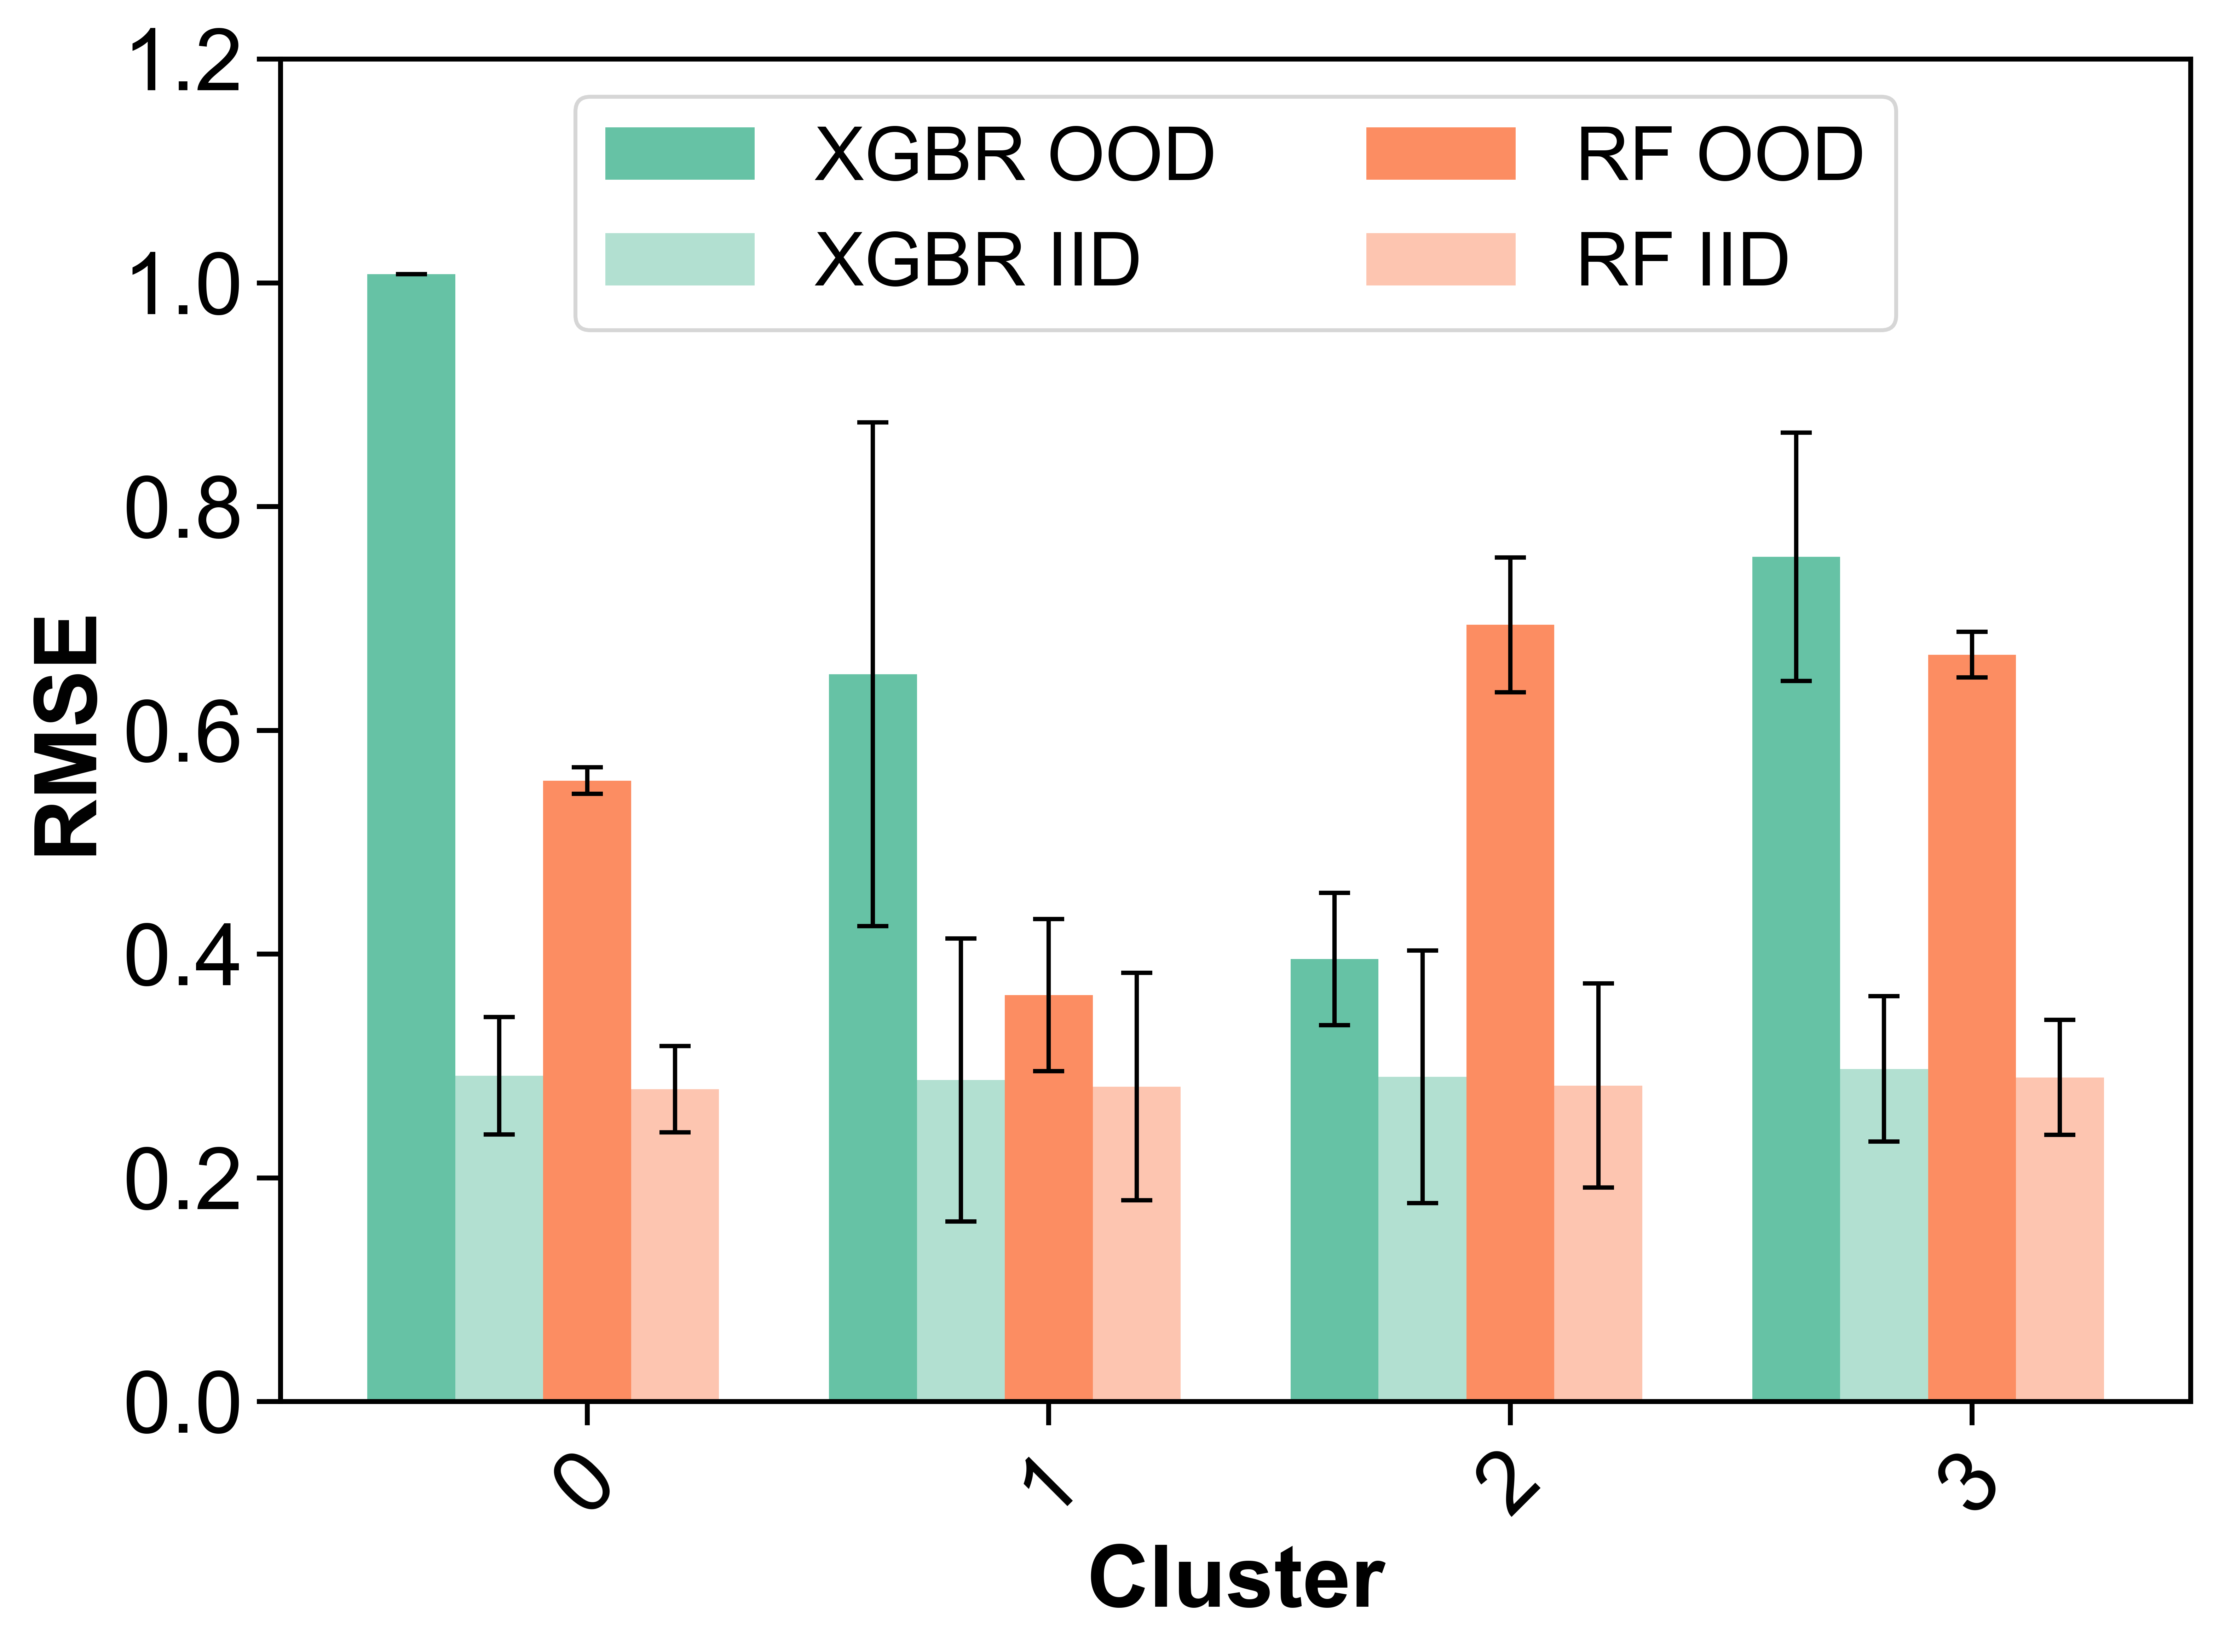 1.2
1.0
0.8
0.6
0.4
0.2
0.0
RMSE
XGBR OOD
XGBR IID
RF OOD
RF IID
0
1
2
3
Cluster